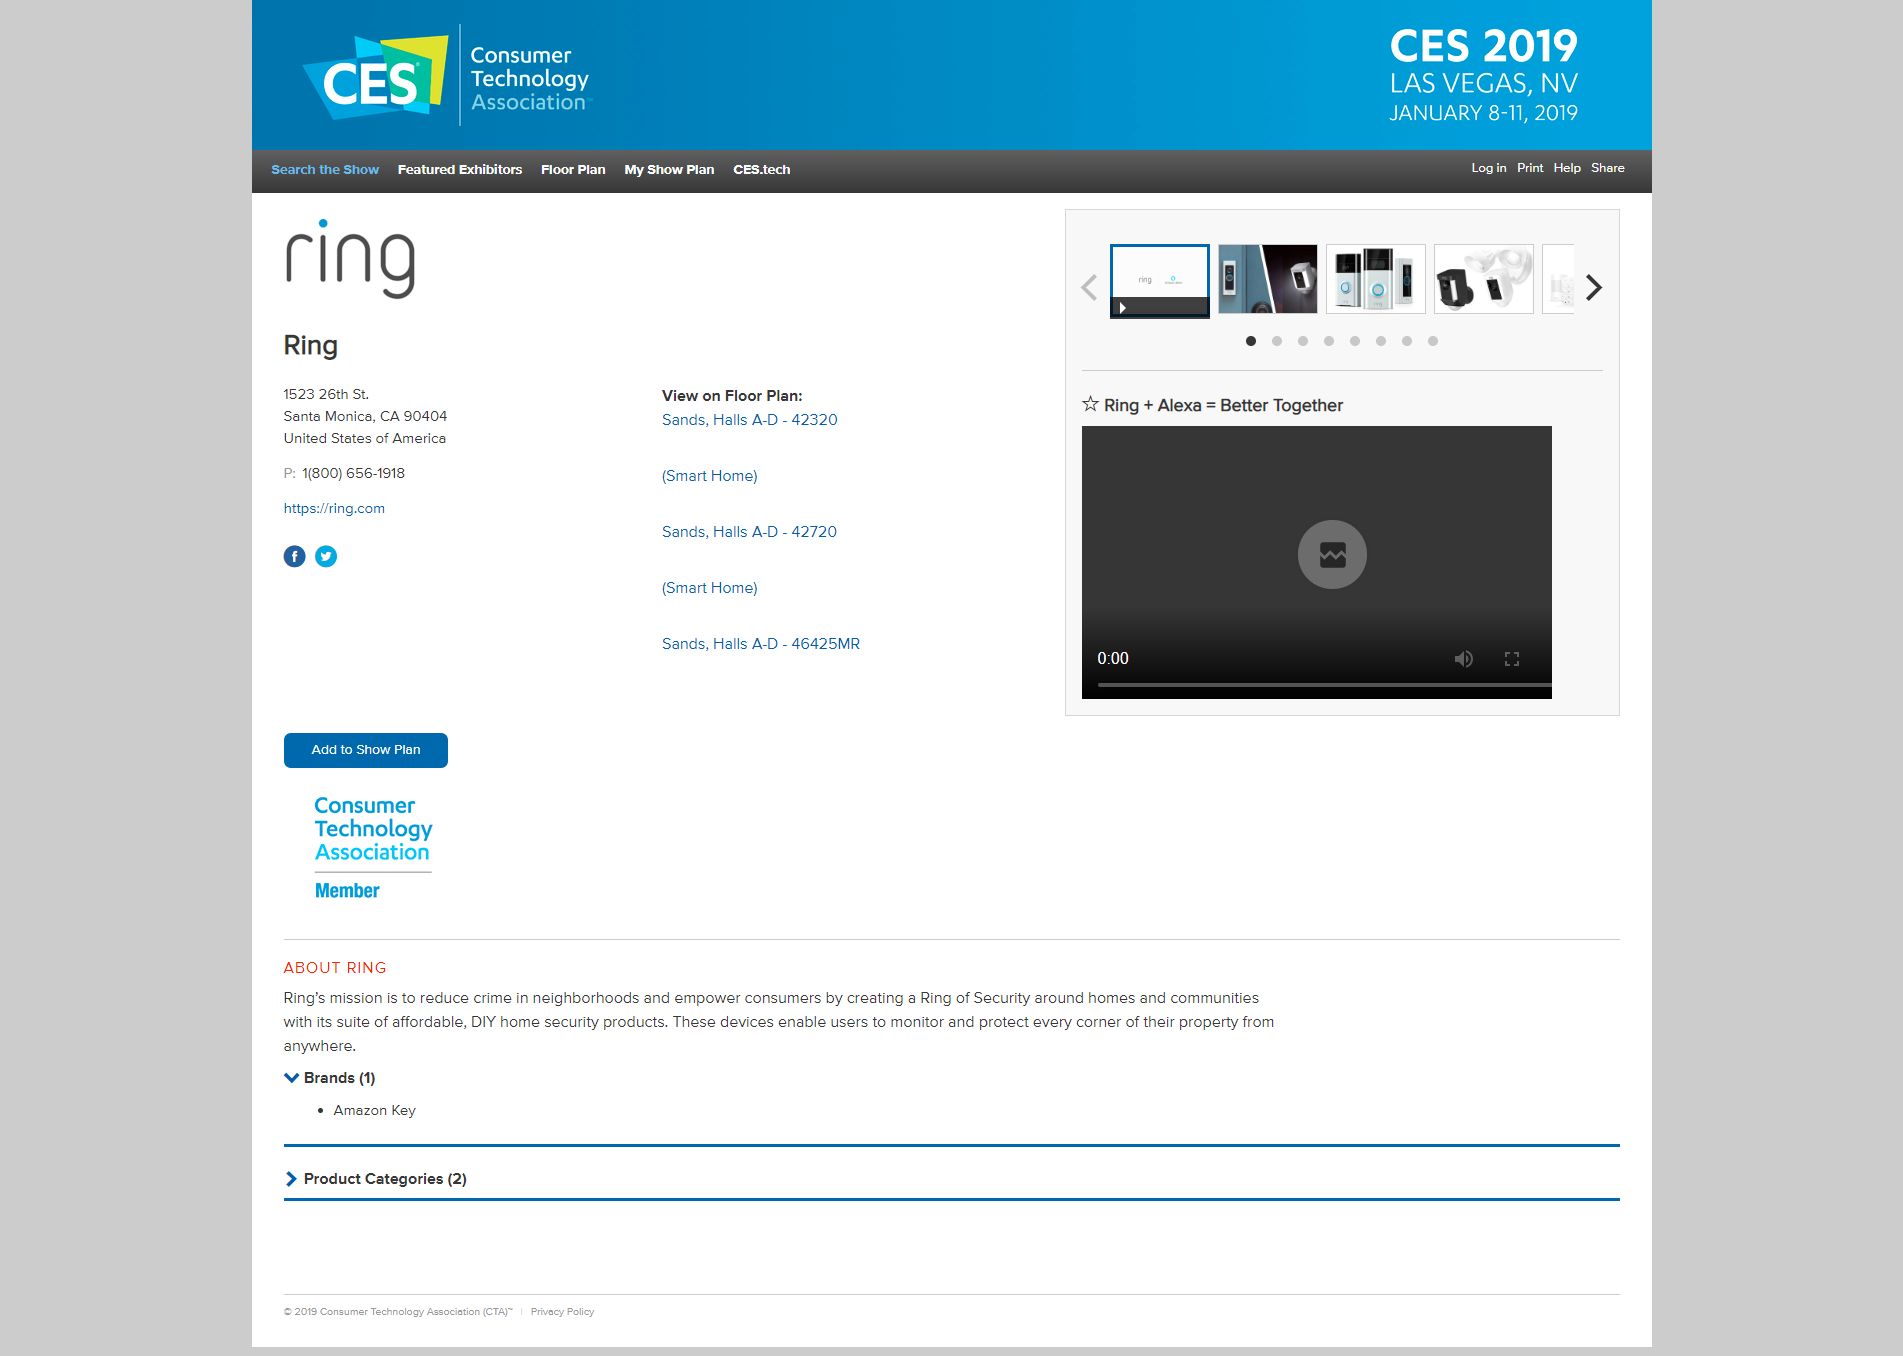 CES
Consumer
Technology
Association
CES 2019
LAS VEGAS, NV
JANUARY 8-11, 2019
Search the Show Featured Exhibitors Floor Plan My Show Plan CES.tech
Log in Print Help Share
ring
Ring
1523 26th St.
Santa Monica, CA 90404
United States of America
P: 1(800) 656-1918
https://ring.com
View on Floor Plan:
Sands, Halls A-D - 42320
(Smart Home)
Sands, Halls A-D - 42720
(Smart Home)
Sands, Halls A-D - 46425MR
ring
☆ Ring + Alexa = Better Together
0:00
Add to Show Plan
Consumer
Technology
Association
Member
ABOUT RING
Ring’s mission is to reduce crime in neighborhoods and empower consumers by creating a Ring of Security around homes and communities
with its suite of affordable, DIY home security products. These devices enable users to monitor and protect every corner of their property from
anywhere.
Brands (1)
• Amazon Key
Product Categories (2)
© 2019 Consumer Technology Association (CTA)™ | Privacy Policy